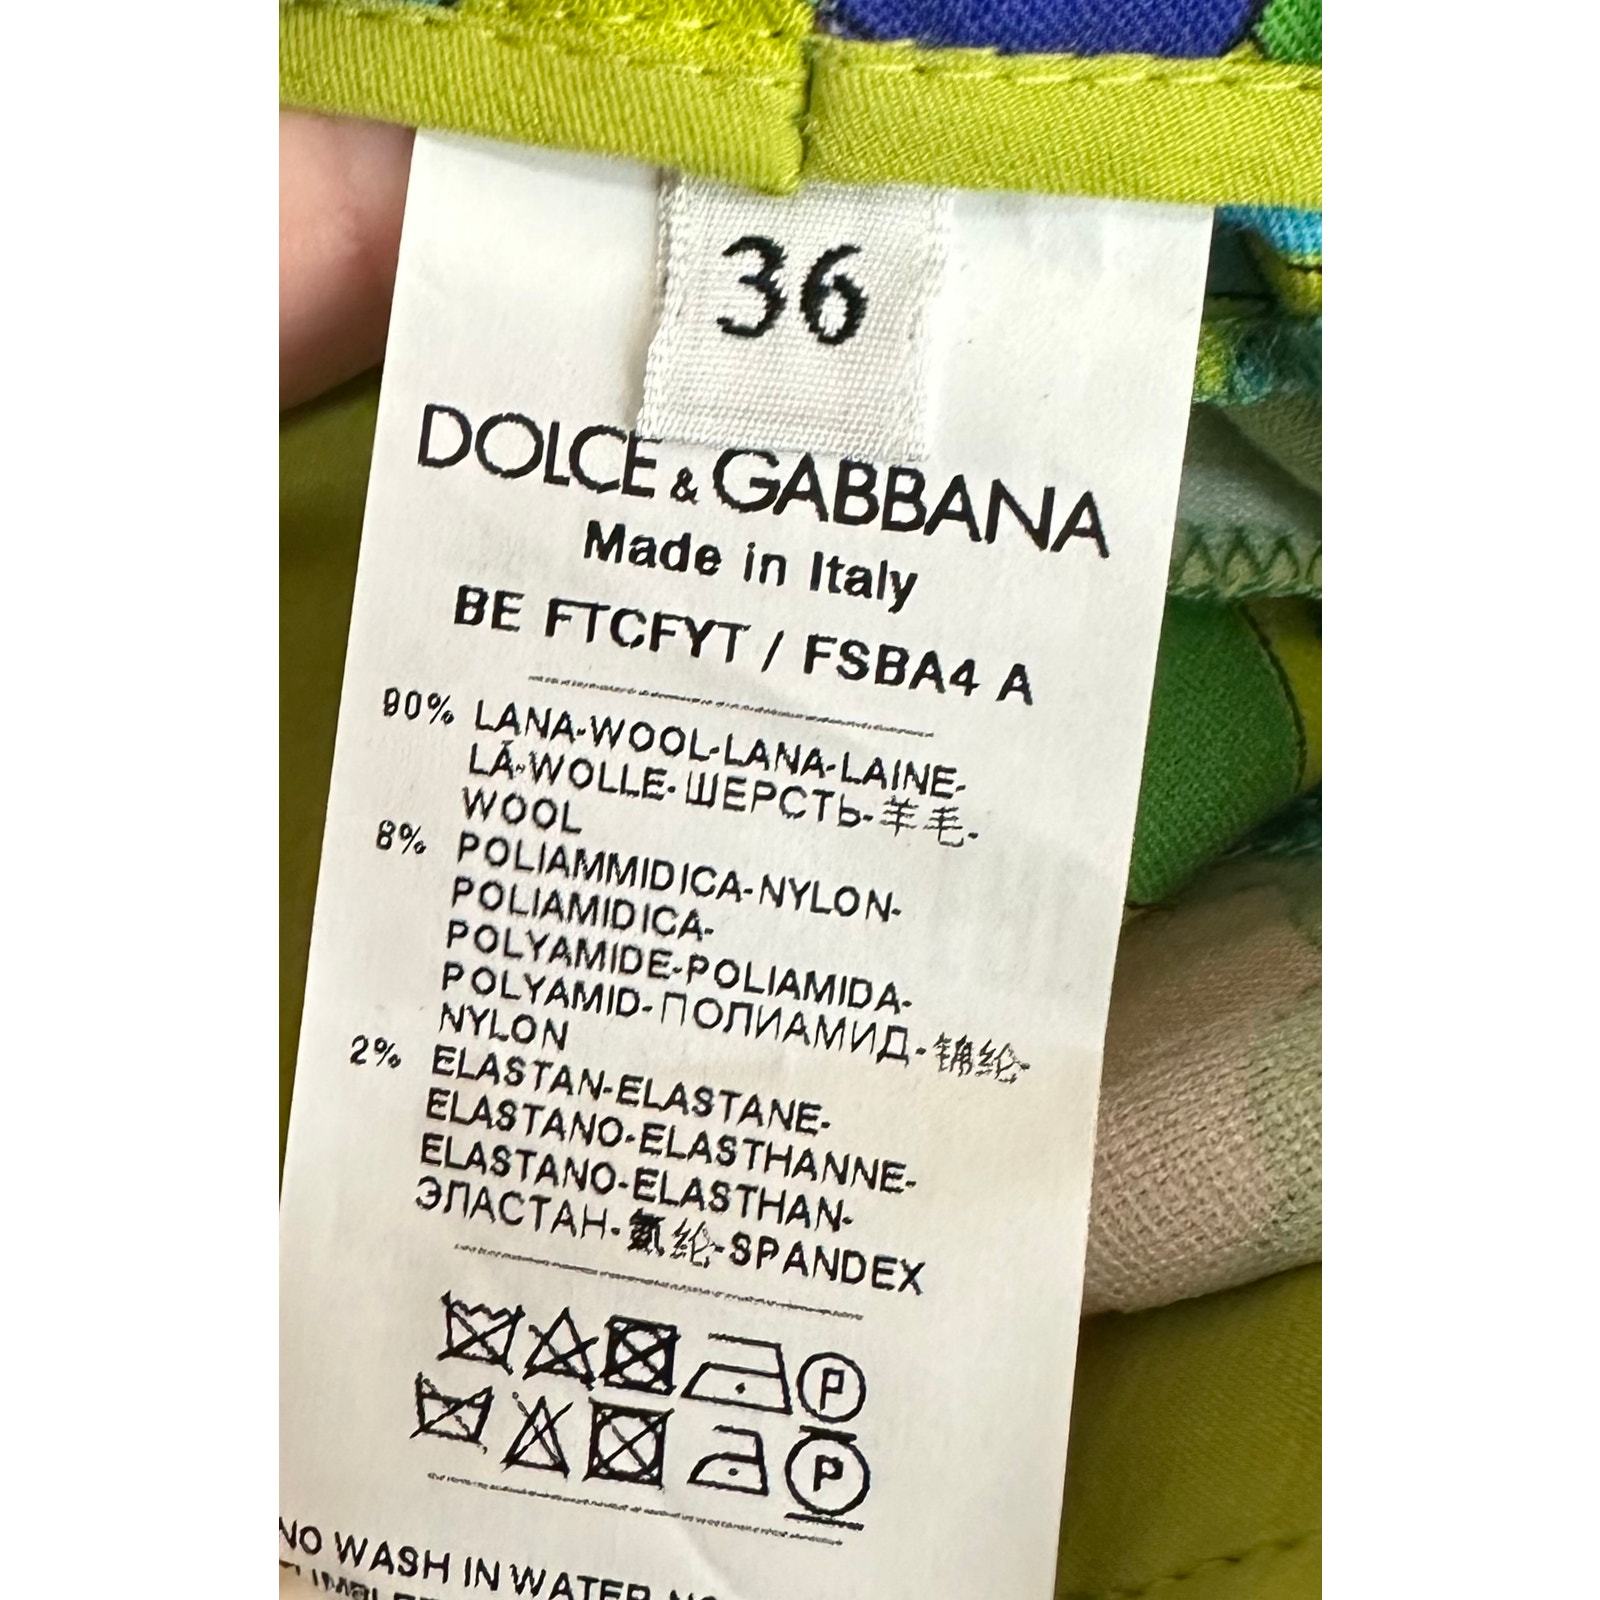 36
DOLCE & GABBANA
Made in Italy
BE FTCFYT / FSBA4 A
90% LANA-WOOL-LANA-LAINE-
LÃ-WOLLE-ШЕРСТЬ-羊毛-
WOOL
8% POLIAMMIDICA-NYLON-
POLIAMIDICA-
POLYAMIDE-POLIAMIDA-
POLYAMID-ПОЛИАМИД-锦纶-
NYLON
2% ELASTAN-ELASTANE-
ELASTANO-ELASTHANNE-
ELASTANO-ELASTHAN-
ЭЛАСТАН-氨纶-SPANDEX
P
P
NO WASH IN WATER